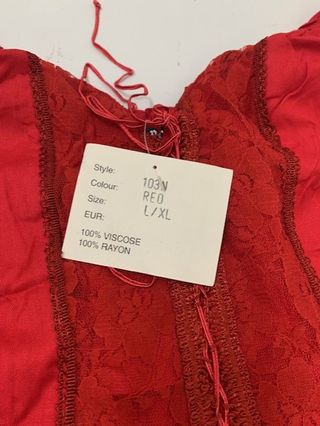 Style: 103N
Colour: RED
Size: L/XL
EUR:
100% VISCOSE
100% RAYON